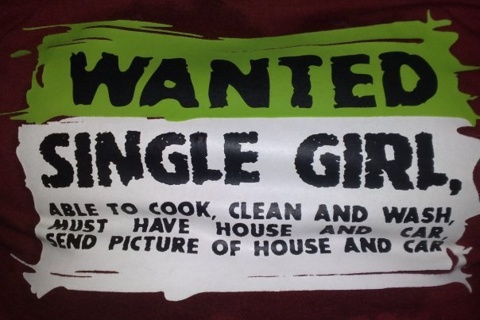 WANTED
SINGLE GIRL,
ABLE TO COOK, CLEAN AND WASH,
MUST HAVE HOUSE AND CAR,
SEND PICTURE OF HOUSE AND CAR